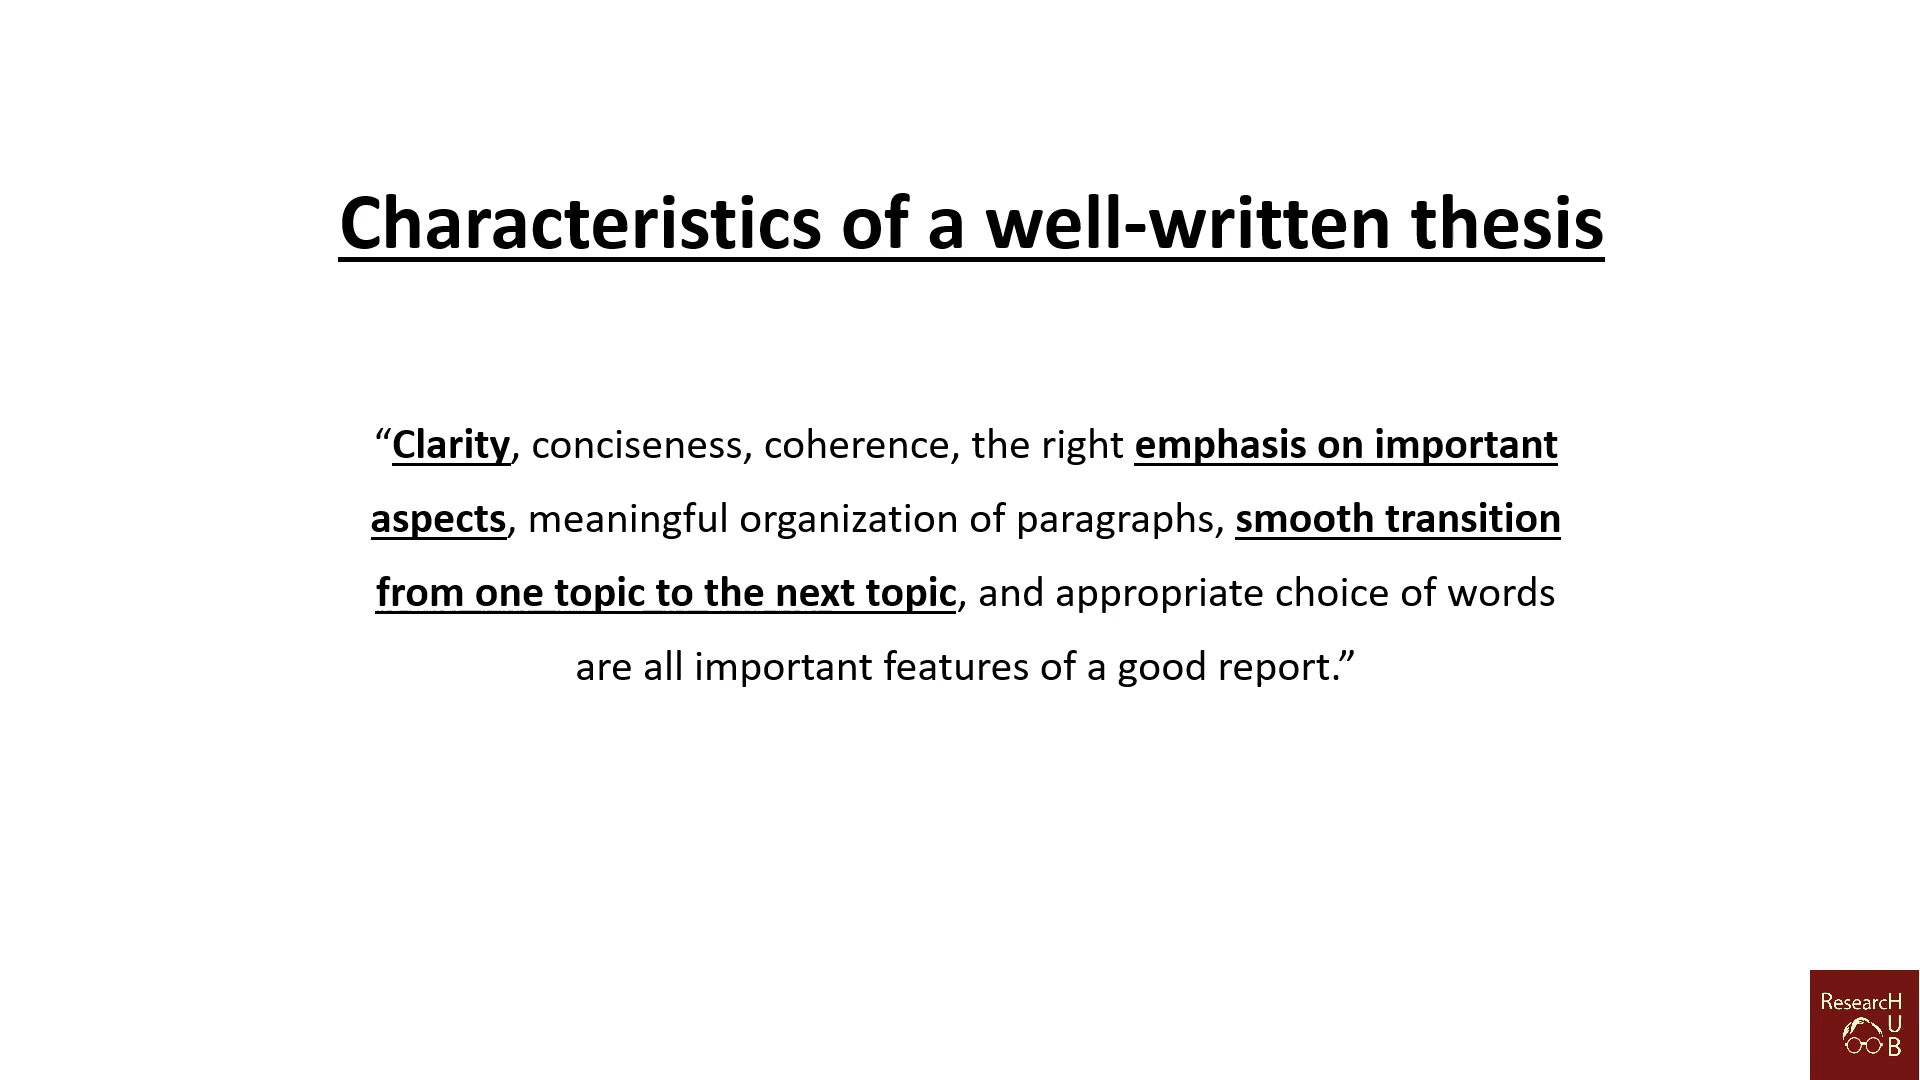 Characteristics of a well-written thesis
“Clarity, conciseness, coherence, the right emphasis on important
aspects, meaningful organization of paragraphs, smooth transition
from one topic to the next topic, and appropriate choice of words
are all important features of a good report.”
ResearcH
U
B